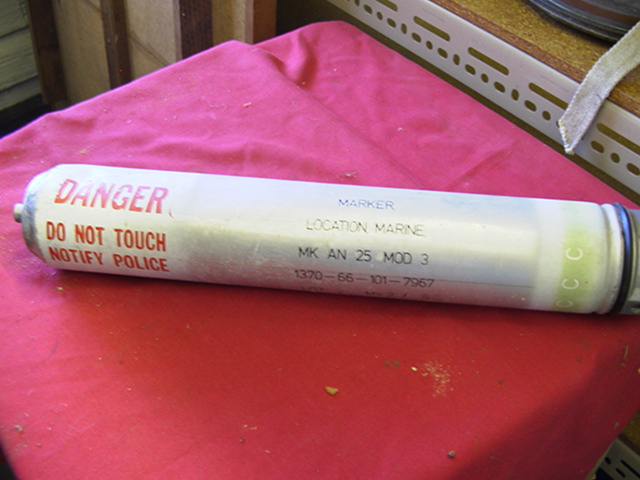 DANGER
DO NOT TOUCH
NOTIFY POLICE
MARKER
LOCATION MARINE
MK AN 25 MOD 3
1370-66-101-7967
C C C